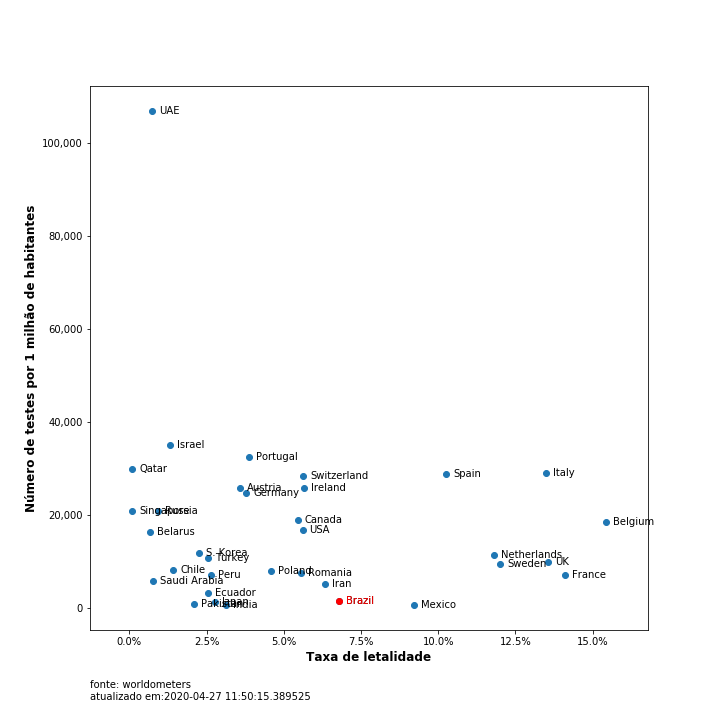 UAE
100,000
80,000
60,000
40,000
20,000
0
Número de testes por 1 milhão de habitantes
Israel
Portugal
Qatar
Switzerland
Spain
Italy
Austria
Ireland
Germany
Singapore
Russia
Canada
Belgium
Belarus
USA
S. Korea
Turkey
Netherlands
Sweden
UK
Chile
Peru
Poland
Romania
France
Saudi Arabia
Iran
Ecuador
Japan
Pakistan
India
Brazil
Mexico
0.0% 2.5% 5.0% 7.5% 10.0% 12.5% 15.0%
Taxa de letalidade
fonte: worldometers
atualizado em:2020-04-27 11:50:15.389525